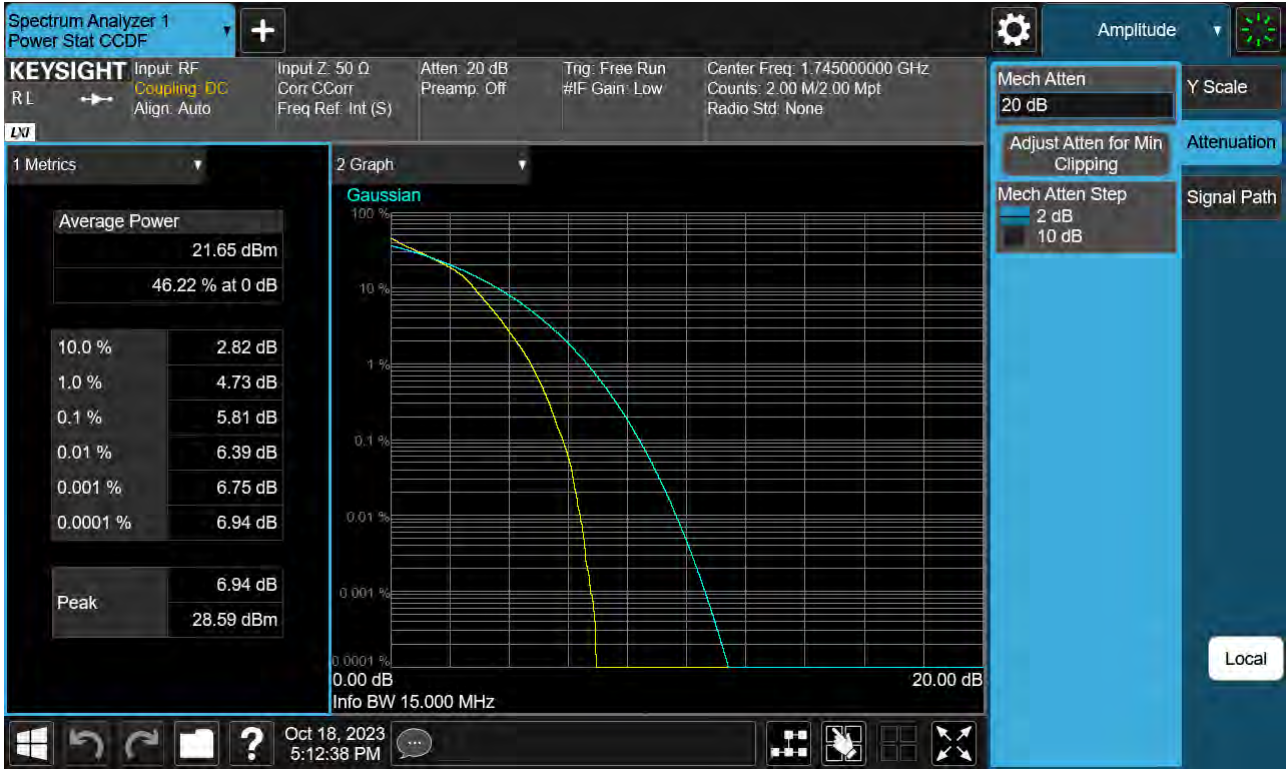 Spectrum Analyzer 1
Power Stat CCDF
+
Amplitude
KEYSIGHT
RL
LXI
Input: RF
Coupling: DC
Align: Auto
Input Z: 50 Ω
Corr CCorr
Freq Ref: Int (S)
Atten: 20 dB
Preamp: Off
Trig: Free Run
#IF Gain: Low
Center Freq: 1.745000000 GHz
Counts: 2.00 M/2.00 Mpt
Radio Std: None
1 Metrics
Average Power
21.65 dBm
46.22 % at 0 dB
10.0 % 2.82 dB
1.0 % 4.73 dB
0.1 % 5.81 dB
0.01 % 6.39 dB
0.001 % 6.75 dB
0.0001 % 6.94 dB
Peak
6.94 dB
28.59 dBm
2 Graph
Gaussian
100 %
10 %
1 %
0.1 %
0.01 %
0.001 %
0.0001 %
0.00 dB 20.00 dB
Info BW 15.000 MHz
Mech Atten
20 dB
Adjust Atten for Min
Clipping
Mech Atten Step
2 dB
10 dB
Y Scale
Attenuation
Signal Path
Local
?
Oct 18, 2023
5:12:38 PM